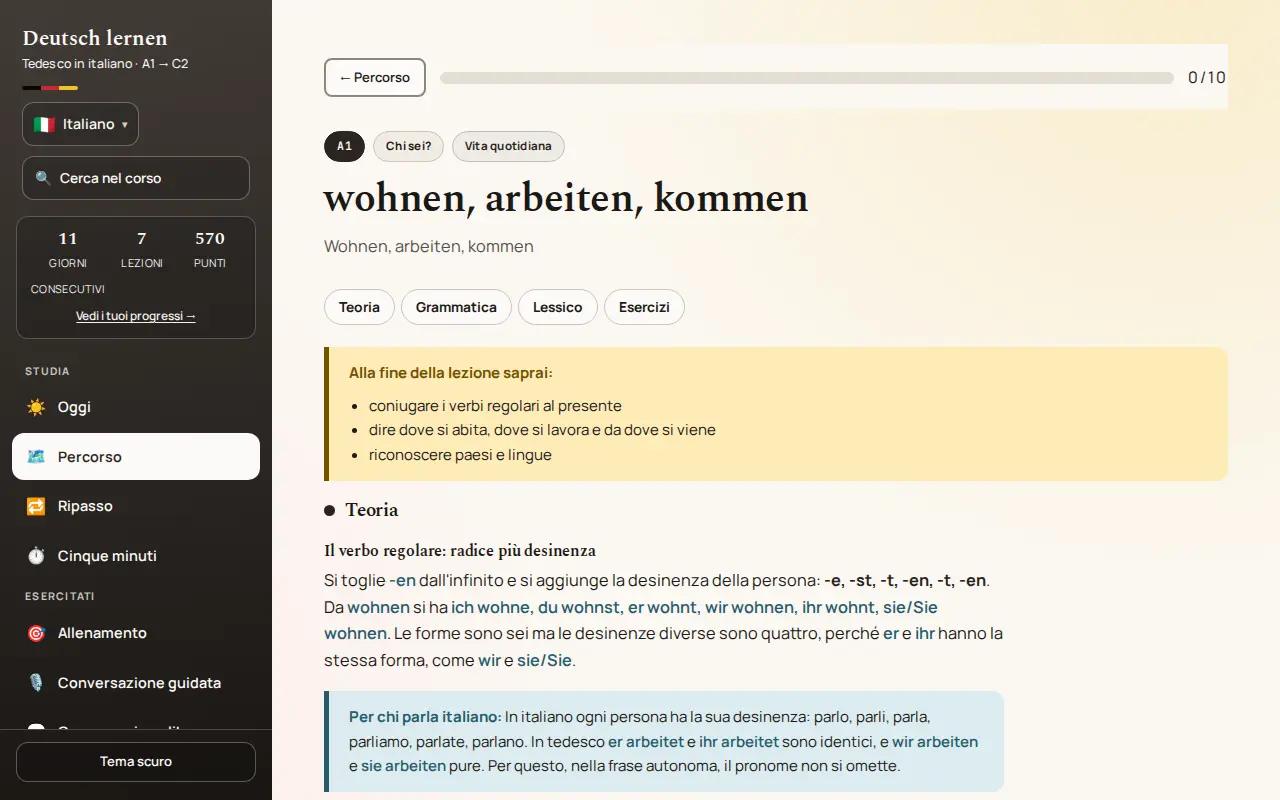 Deutsch lernen
Tedesco in italiano · A1 → C2
Italiano ▾
Cerca nel corso
11 7 570
GIORNI LEZIONI PUNTI
CONSECUTIVI
Vedi i tuoi progressi →
STUDIA
Oggi
Percorso
Ripasso
Cinque minuti
ESERCITATI
Allenamento
Conversazione guidata
Tema scuro
← Percorso 0/10
A1 Chi sei? Vita quotidiana
wohnen, arbeiten, kommen
Wohnen, arbeiten, kommen
Teoria Grammatica Lessico Esercizi
Alla fine della lezione saprai:
• coniugare i verbi regolari al presente
• dire dove si abita, dove si lavora e da dove si viene
• riconoscere paesi e lingue
Teoria
Il verbo regolare: radice più desinenza
Si toglie -en dall'infinito e si aggiunge la desinenza della persona: -e, -st, -t, -en, -t, -en.
Da wohnen si ha ich wohne, du wohnst, er wohnt, wir wohnen, ihr wohnt, sie/Sie
wohnen. Le forme sono sei ma le desinenze diverse sono quattro, perché er e ihr hanno la
stessa forma, come wir e sie/Sie.
Per chi parla italiano: In italiano ogni persona ha la sua desinenza: parlo, parli, parla,
parliamo, parlate, parlano. In tedesco er arbeitet e ihr arbeitet sono identici, e wir arbeiten
e sie arbeiten pure. Per questo, nella frase autonoma, il pronome non si omette.